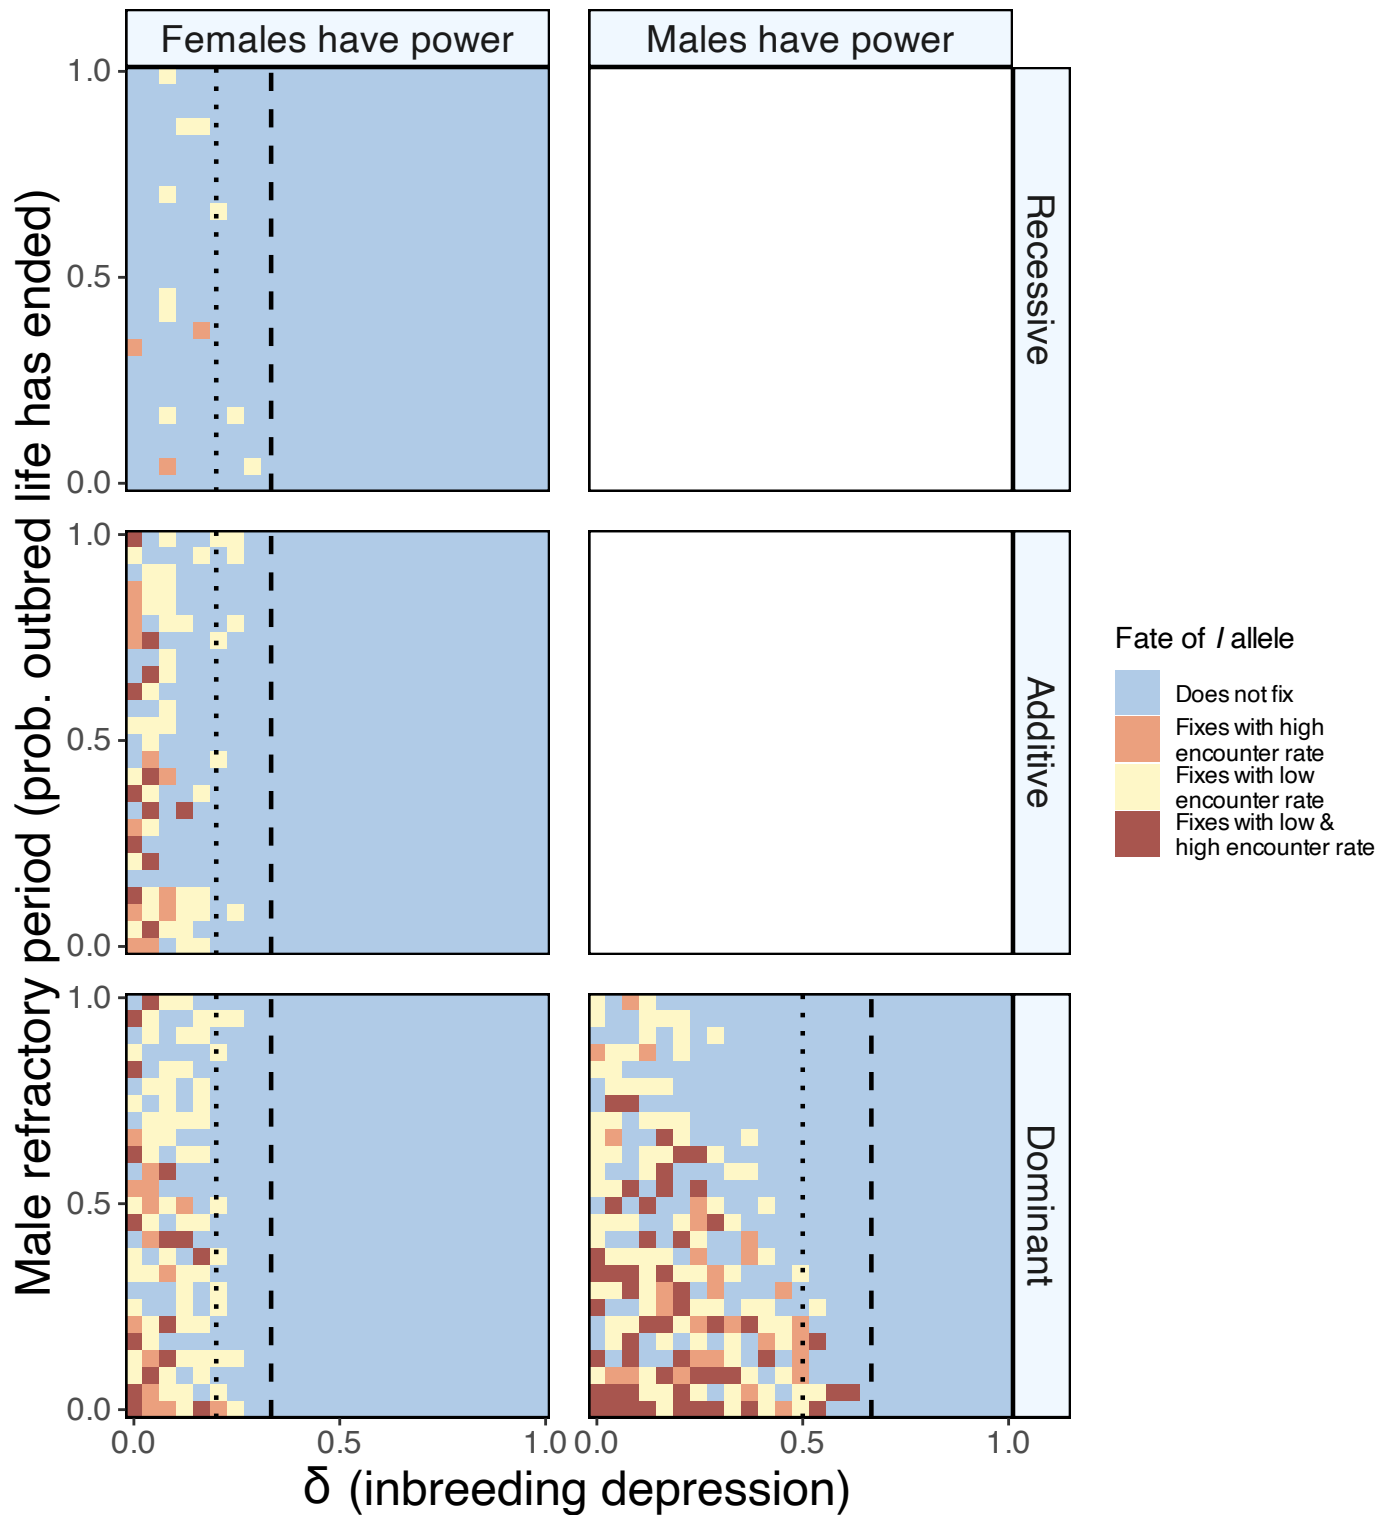 Females have power
Males have power
Male refractory period (prob. outbred life has ended)
1.0
0.5
0.0
Recessive
1.0
0.5
0.0
Additive
1.0
0.5
0.0
Dominant
0.0
0.5
1.0
0.0
0.5
1.0
δ (inbreeding depression)
Fate of I allele
Does not fix
Fixes with high
encounter rate
Fixes with low
encounter rate
Fixes with low &
high encounter rate